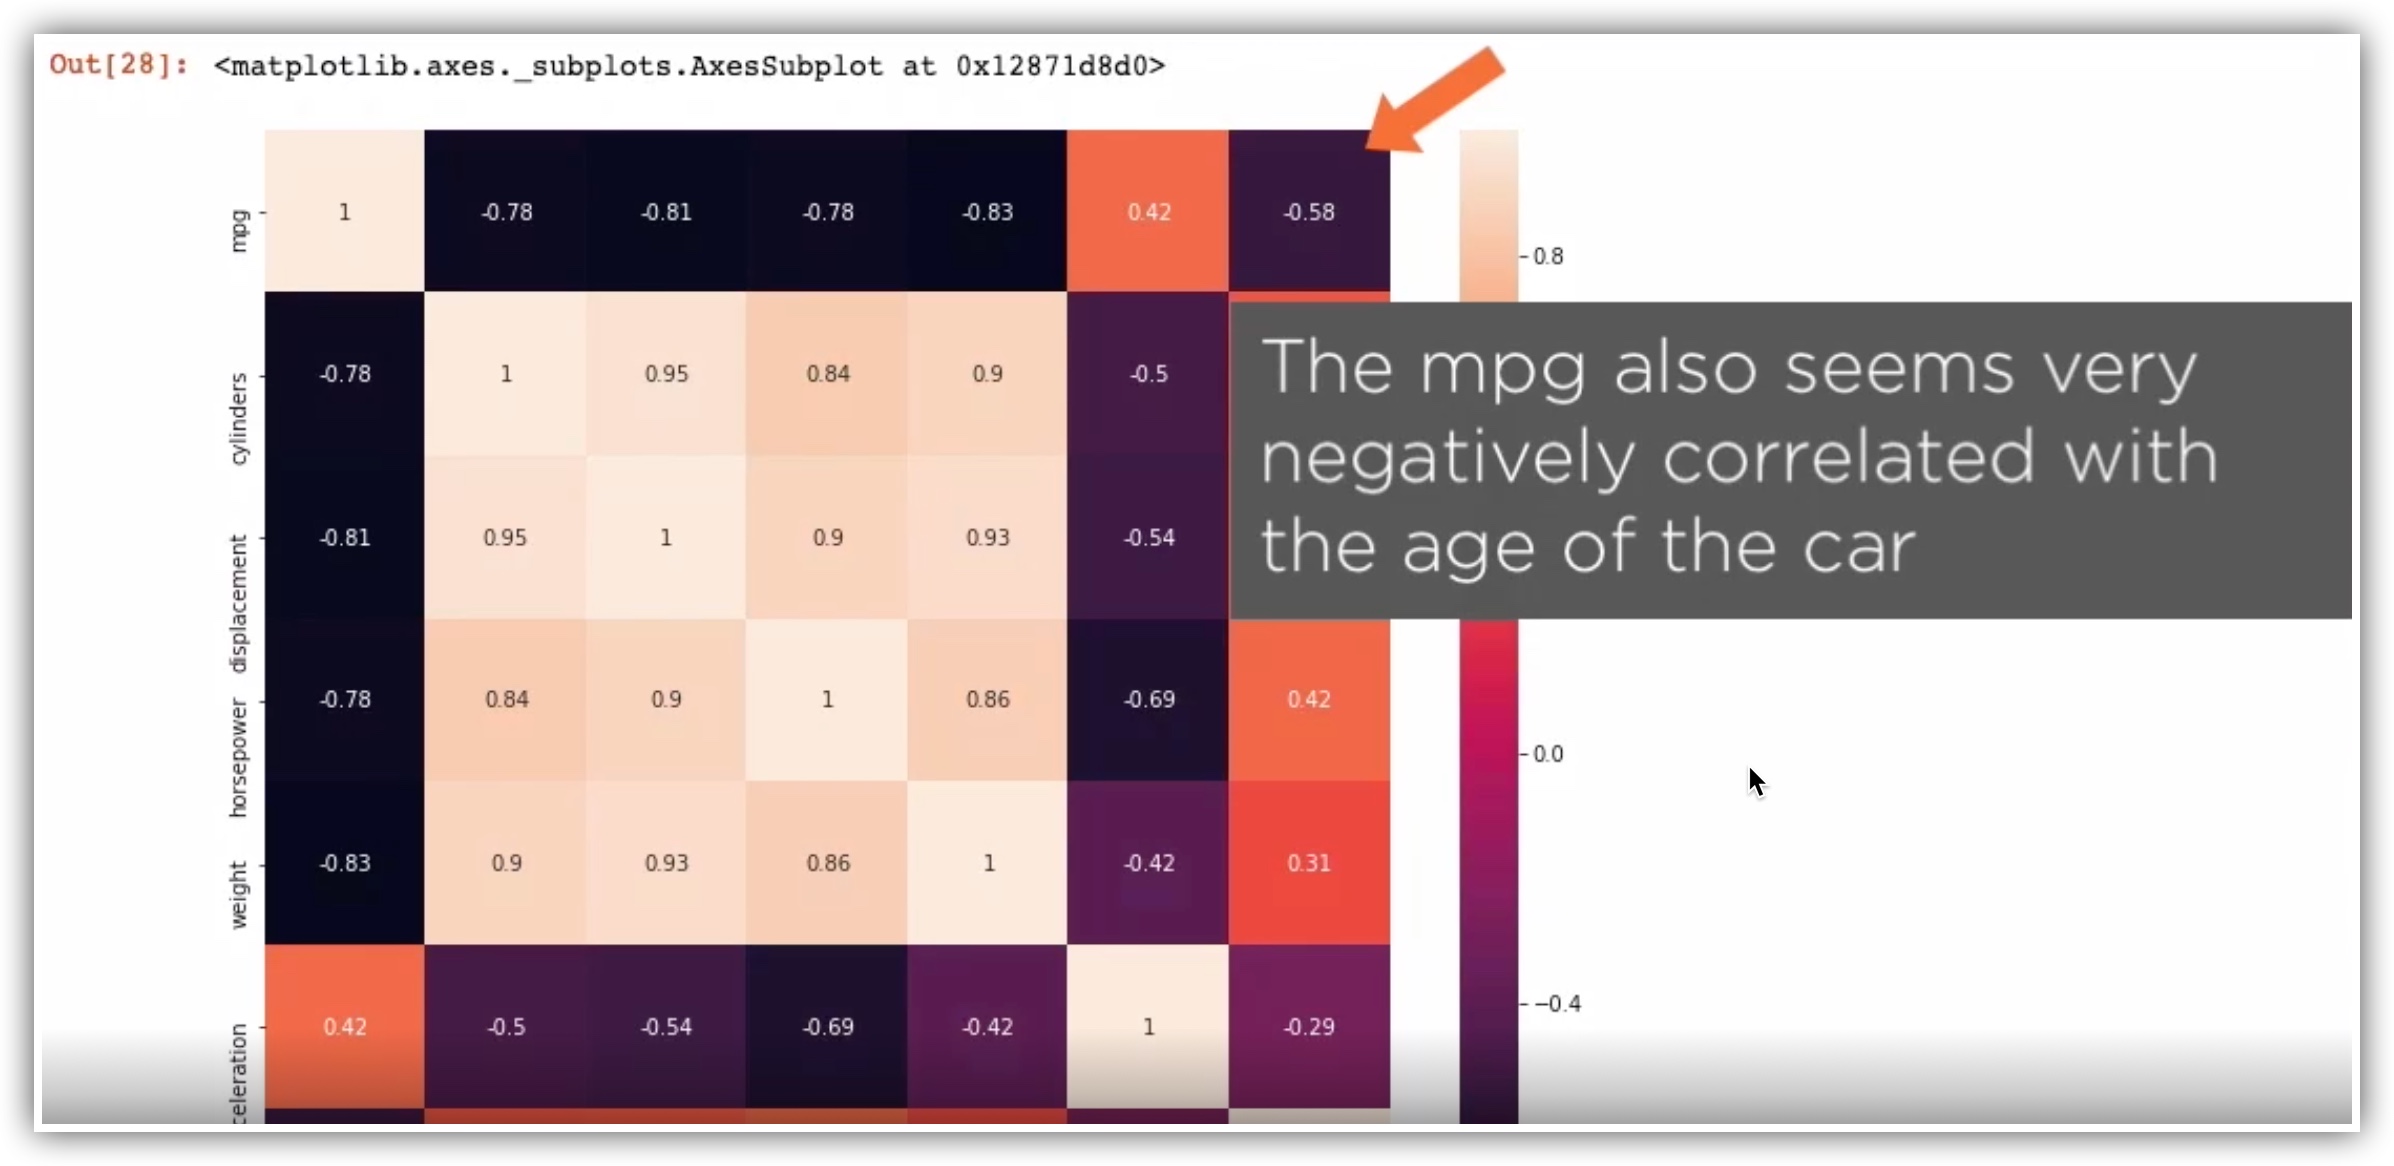 Out[28]: <matplotlib.axes._subplots.AxesSubplot at 0x12871d8d0>
mpg 1 -0.78 -0.81 -0.78 -0.83 0.42 -0.58
0.8
cylinders -0.78 1 0.95 0.84 0.9 -0.5
The mpg also seems very
negatively correlated with
the age of the car
displacement -0.81 0.95 1 0.9 0.93 -0.54
horsepower -0.78 0.84 0.9 1 0.86 -0.69 0.42
0.0
weight -0.83 0.9 0.93 0.86 1 -0.42 0.31
-0.4
celeration 0.42 -0.5 -0.54 -0.69 -0.42 1 -0.29